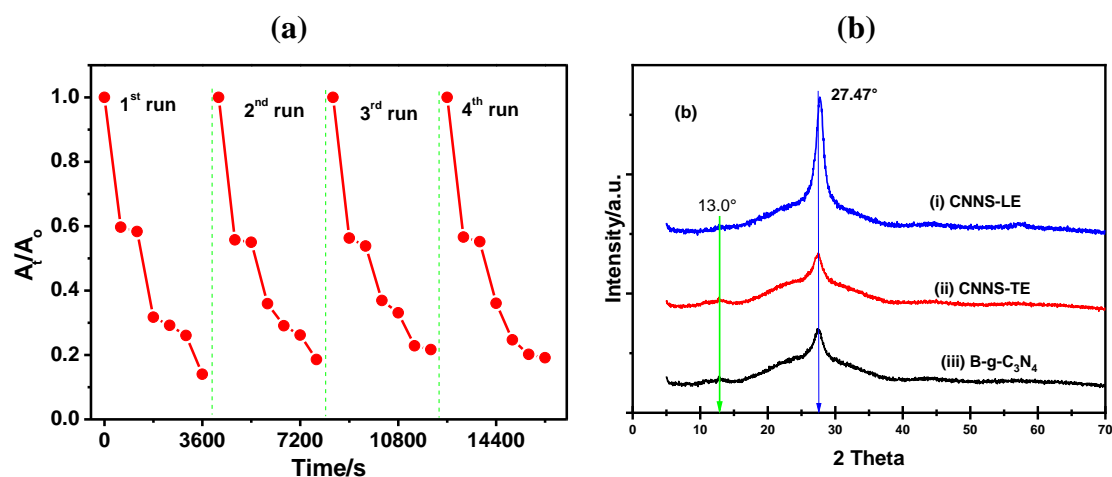 (a)
(b)
1st run
2nd run
3rd run
4th run
1.0
0.8
0.6
0.4
0.2
0.0
At/Ao
0
3600
7200
10800
14400
Time/s
(b)
27.47°
13.0°
(i) CNNS-LE
(ii) CNNS-TE
(iii) B-g-C3N4
Intensity/a.u.
0
10
20
30
40
50
60
70
2 Theta